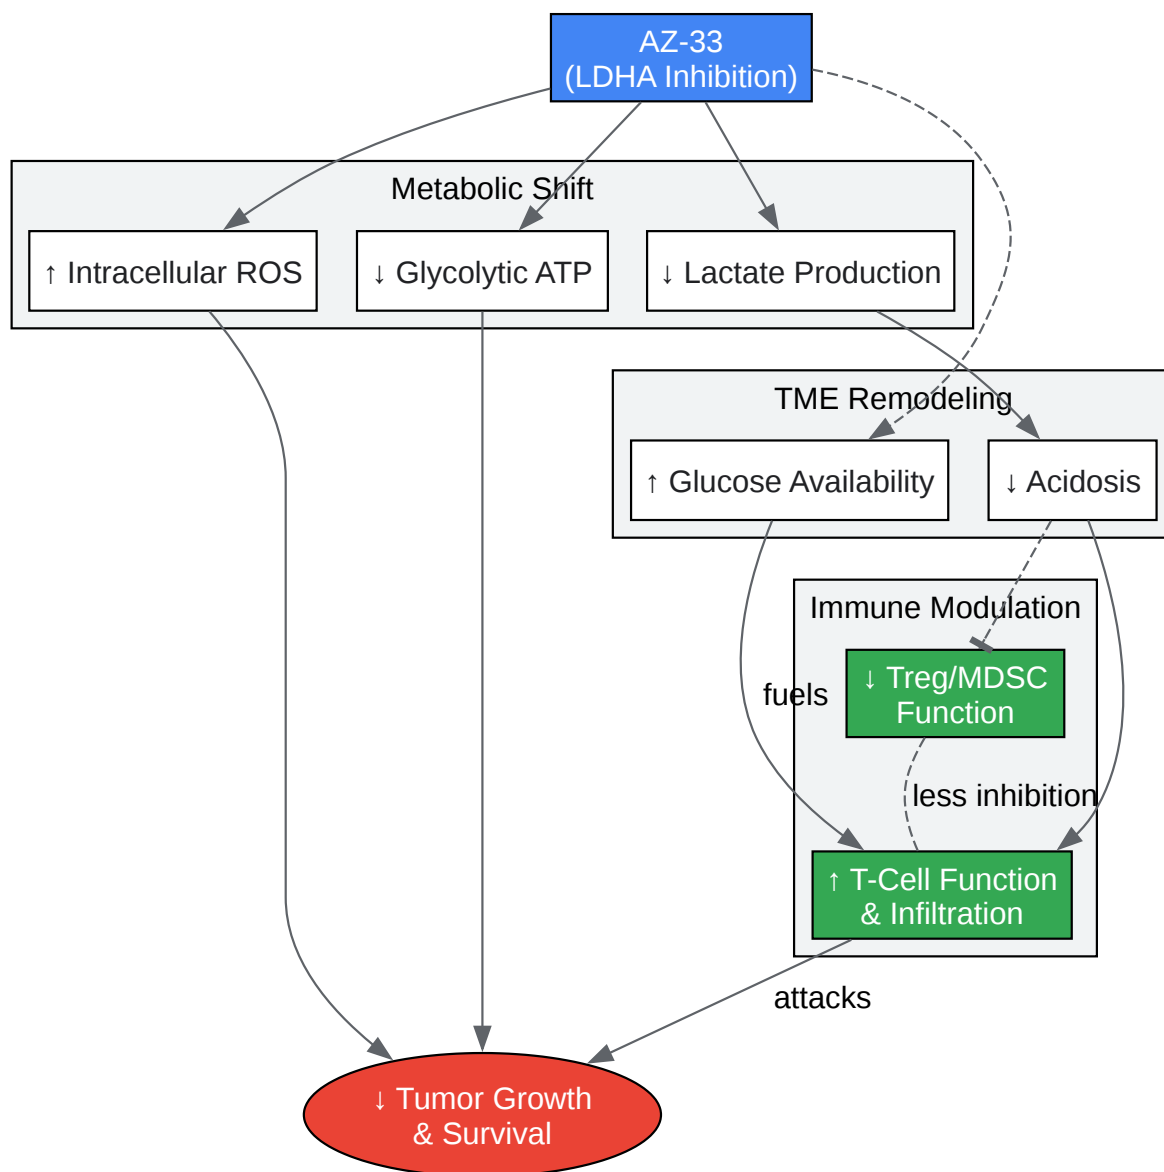 AZ-33
(LDHA Inhibition)
Metabolic Shift
↑ Intracellular ROS
↓ Glycolytic ATP
↓ Lactate Production
TME Remodeling
↑ Glucose Availability
↓ Acidosis
Immune Modulation
↓ Treg/MDSC
Function
fuels
less inhibition
↑ T-Cell Function
& Infiltration
attacks
↓ Tumor Growth
& Survival